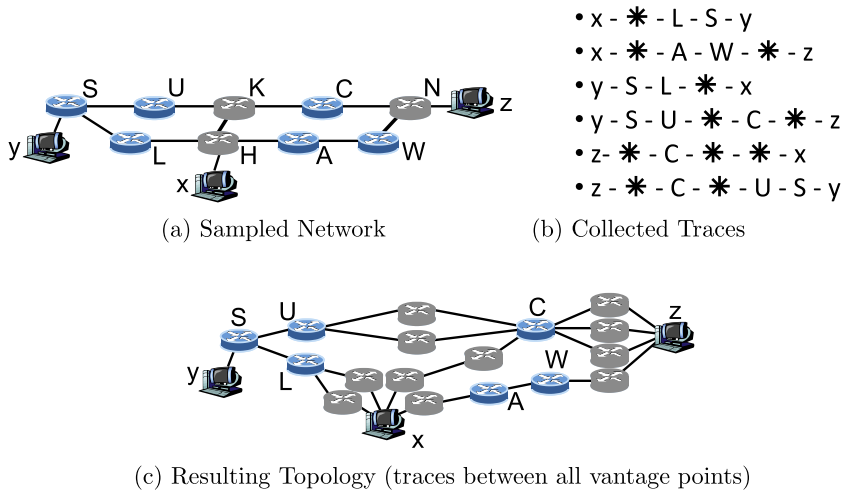 S U K C N z
y L H A W
x
(a) Sampled Network
• x - ✳ - L - S - y
• x - ✳ - A - W - ✳ - z
• y - S - L - ✳ - x
• y - S - U - ✳ - C - ✳ - z
• z- ✳ - C - ✳ - ✳ - x
• z - ✳ - C - ✳ - U - S - y
(b) Collected Traces
S U C z
y L W
A
x
(c) Resulting Topology (traces between all vantage points)